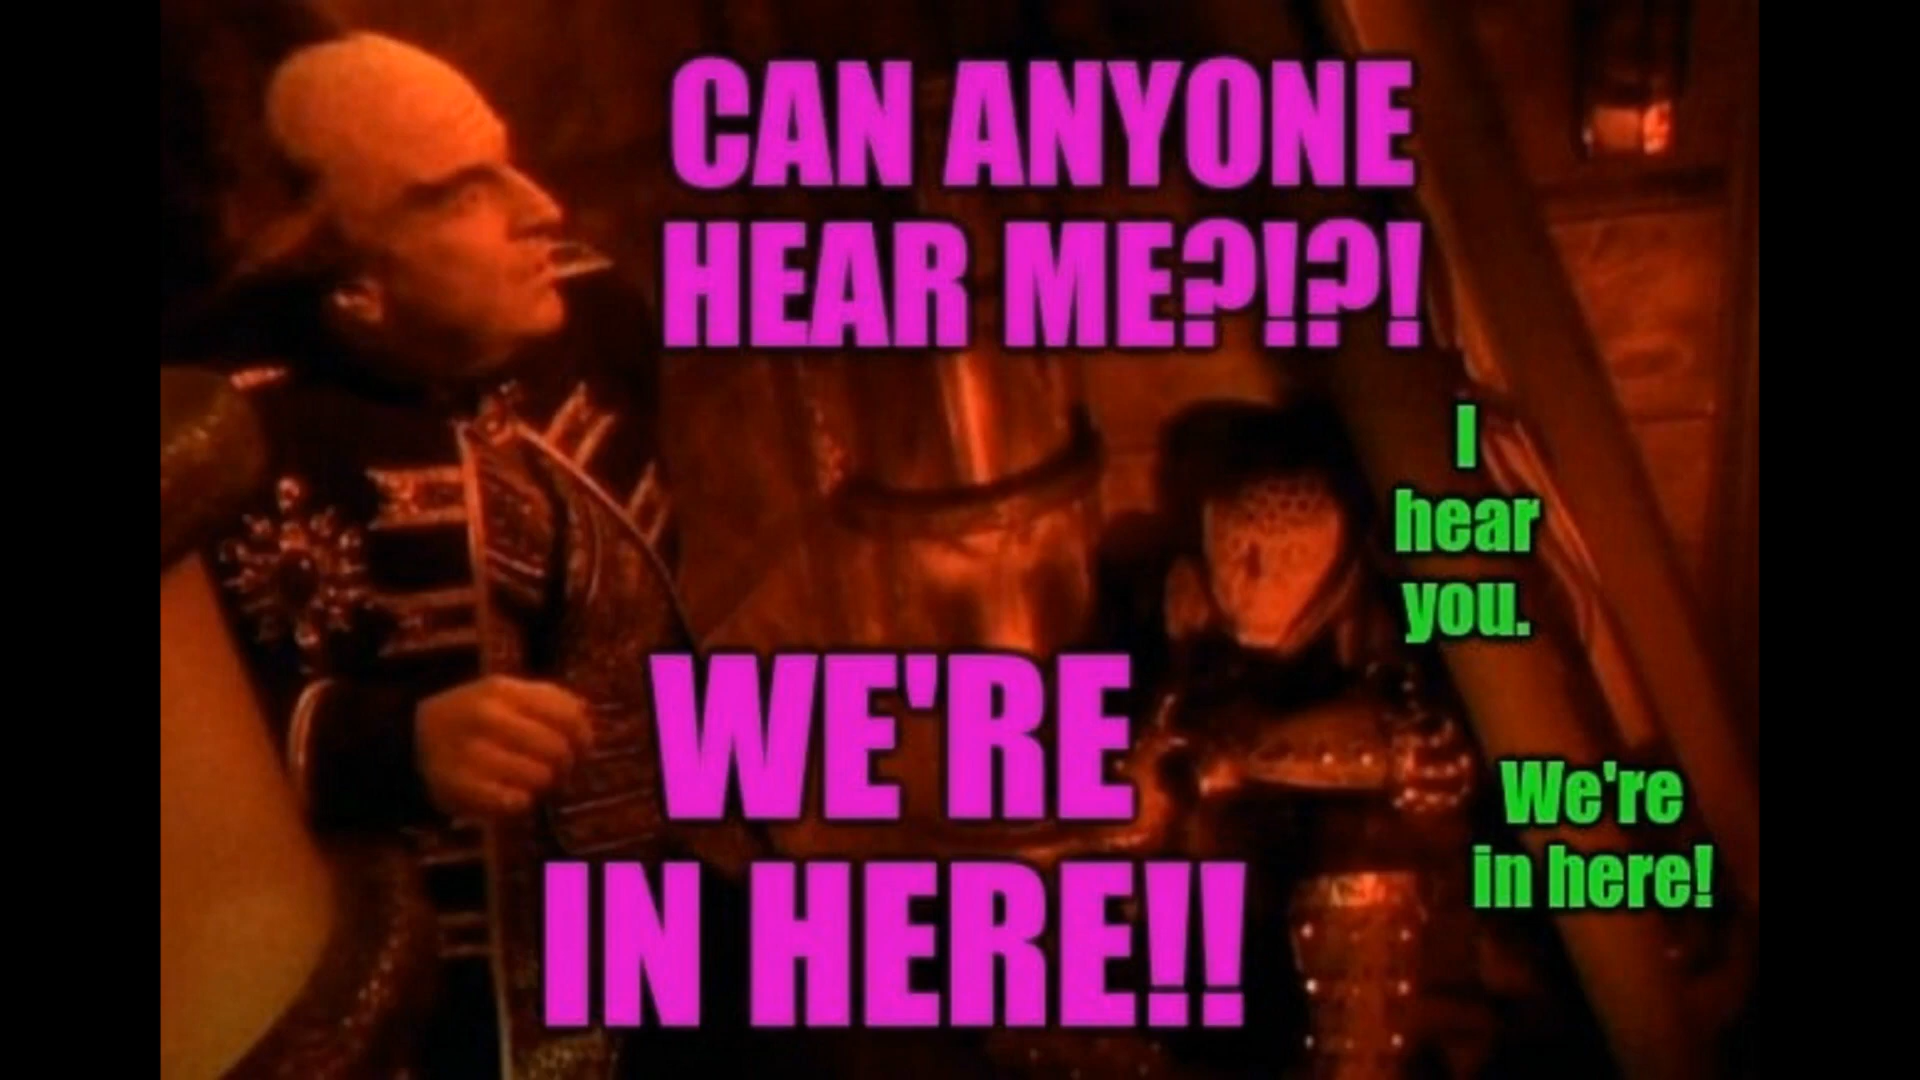 CAN ANYONE
HEAR ME?!?!
I
hear
you.
WE'RE
IN HERE!!
We're
in here!